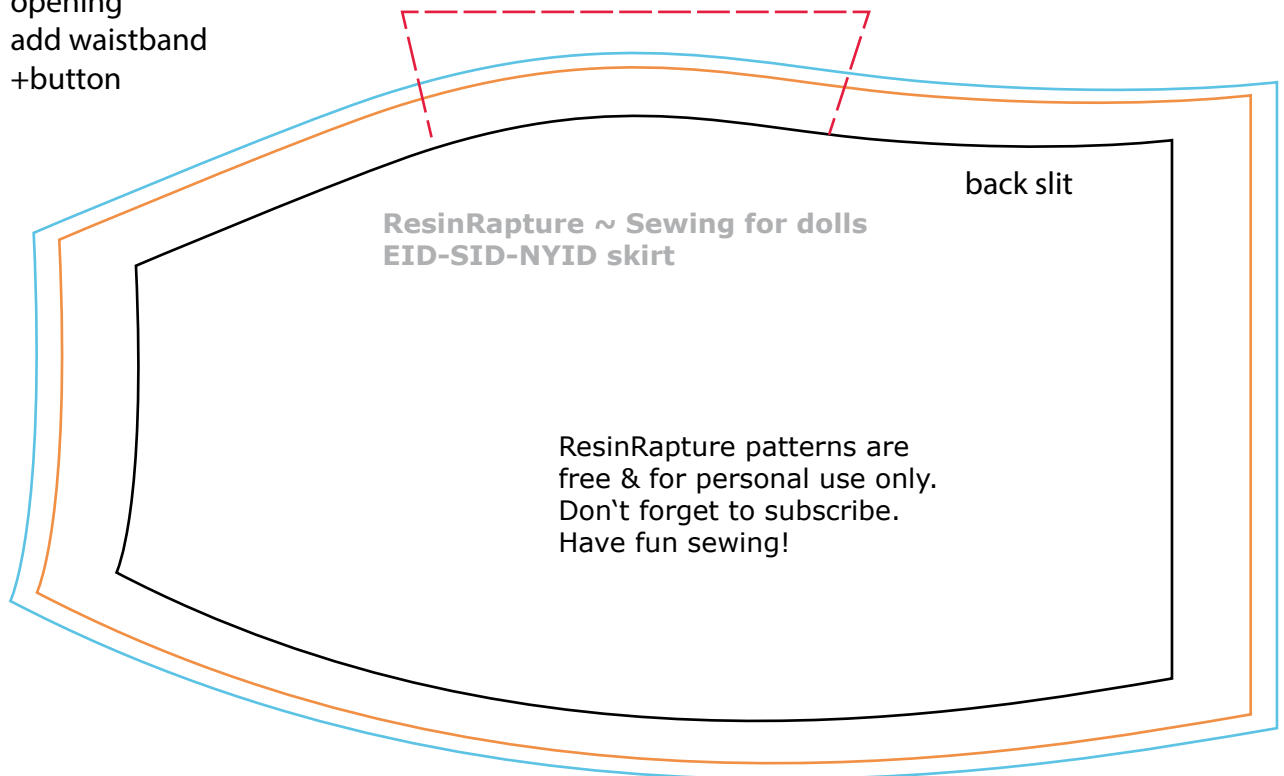 opening
add waistband
+button
back slit
ResinRapture ~ Sewing for dolls
EID-SID-NYID skirt
ResinRapture patterns are
free & for personal use only.
Don‘t forget to subscribe.
Have fun sewing!